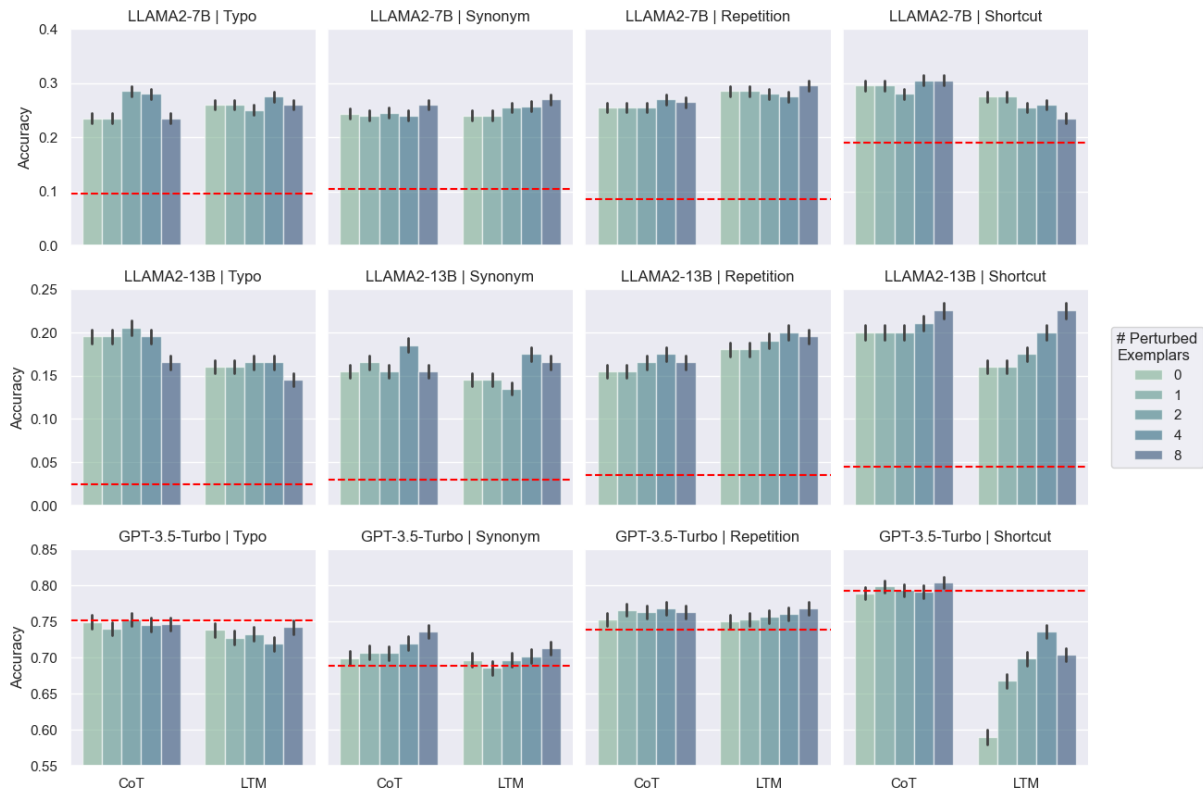 LLAMA2-7B | Typo
LLAMA2-7B | Synonym
LLAMA2-7B | Repetition
LLAMA2-7B | Shortcut
0.4
0.3
0.2
0.1
0.0
Accuracy
LLAMA2-13B | Typo
LLAMA2-13B | Synonym
LLAMA2-13B | Repetition
LLAMA2-13B | Shortcut
0.25
0.20
0.15
0.10
0.05
0.00
Accuracy
# Perturbed
Exemplars
0
1
2
4
8
GPT-3.5-Turbo | Typo
GPT-3.5-Turbo | Synonym
GPT-3.5-Turbo | Repetition
GPT-3.5-Turbo | Shortcut
0.85
0.80
0.75
0.70
0.65
0.60
0.55
Accuracy
CoT
LTM
CoT
LTM
CoT
LTM
CoT
LTM